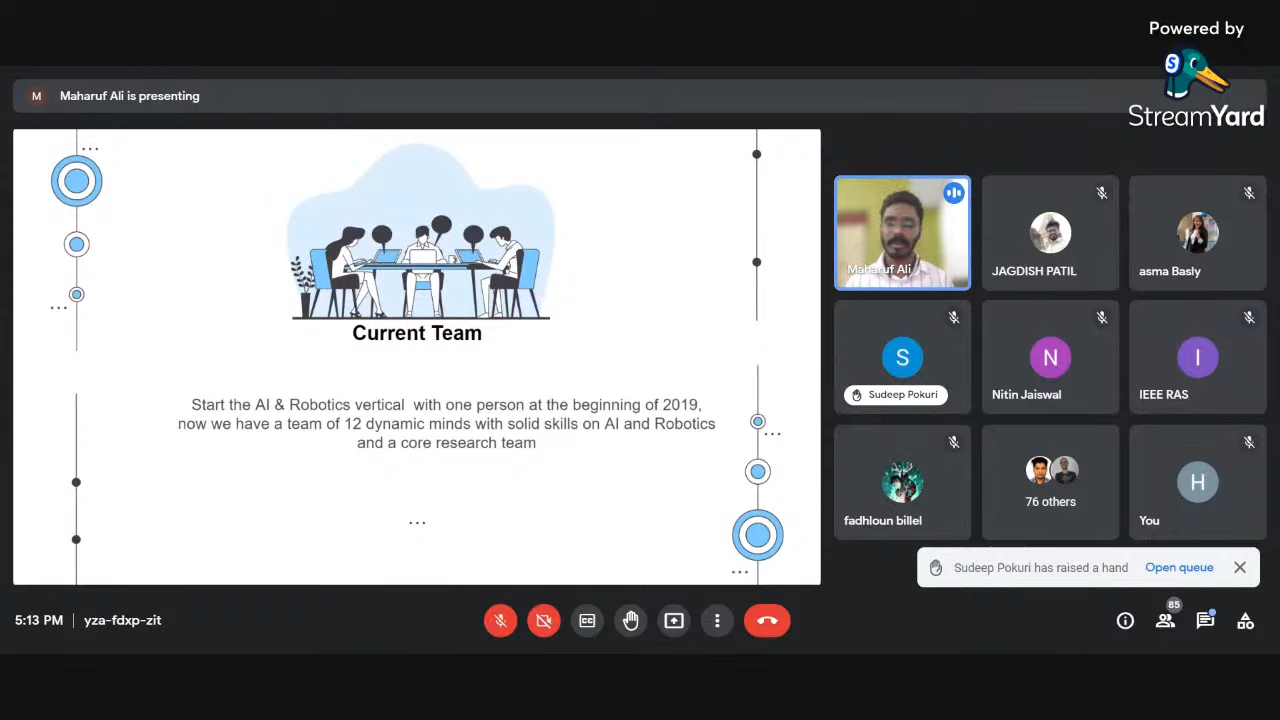 Powered by
StreamYard
M
Maharuf Ali is presenting
Current Team
Start the AI & Robotics vertical with one person at the beginning of 2019,
now we have a team of 12 dynamic minds with solid skills on AI and Robotics
and a core research team
Maharuf Ali
JAGDISH PATIL
asma Basly
S
Sudeep Pokuri
N
Nitin Jaiswal
I
IEEE RAS
fadhloun billel
76 others
H
You
Sudeep Pokuri has raised a hand
Open queue
5:13 PM
yza-fdxp-zit
CC
85